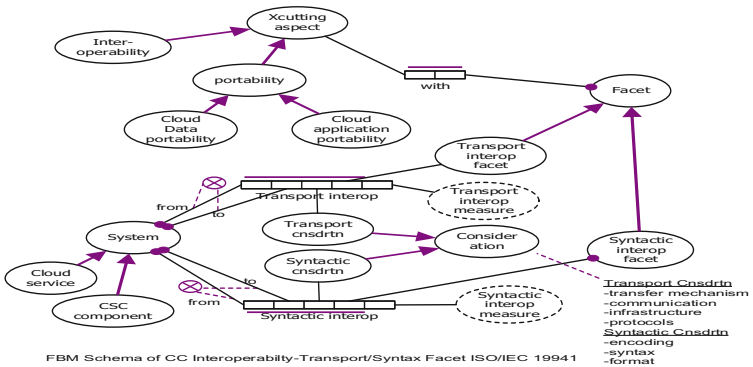 Xcutting
aspect
Inter-
operability
portability
with
Facet
Cloud
Data
portability
Cloud
application
portability
Transport
interop
facet
Transport interop
Transport
interop
measure
from
to
System
Transport
cnsdrtn
Consider
ation
Syntactic
interop
facet
Syntactic
cnsdrtn
Cloud
service
to
from
CSC
component
Syntactic interop
Syntactic
interop
measure
Transport Cnsdrtn
-transfer mechanism
-communication
-infrastructure
-protocols
Syntactic Cnsdrtn
-encoding
-syntax
-format
FBM Schema of CC Interoperabilty-Transport/Syntax Facet ISO/IEC 19941